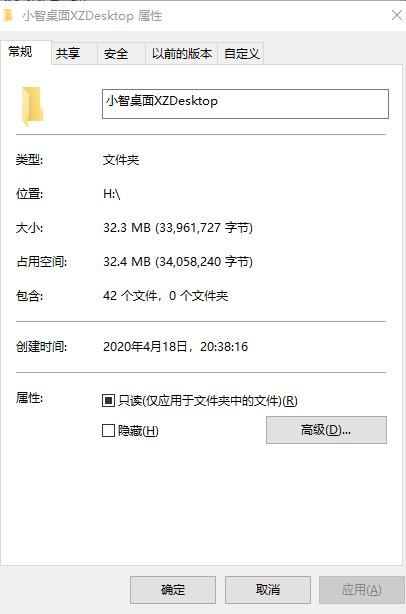 小智桌面XZDesktop 属性
常规 共享 安全 以前的版本 自定义
小智桌面XZDesktop
类型: 文件夹
位置: H:\
大小: 32.3 MB (33,961,727 字节)
占用空间: 32.4 MB (34,058,240 字节)
包含: 42 个文件，0 个文件夹
创建时间: 2020年4月18日，20:38:16
属性: 只读(仅应用于文件夹中的文件)(R)
隐藏(H) 高级(D)...
确定 取消 应用(A)